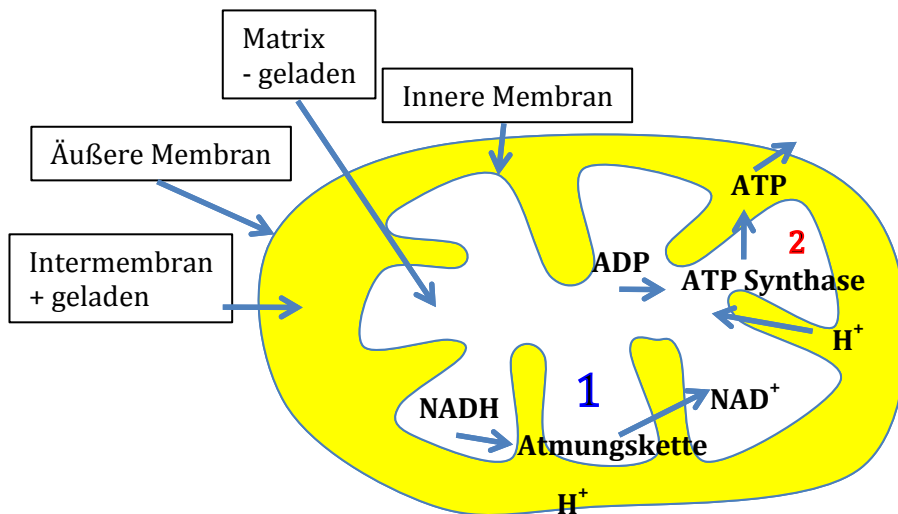 Matrix
- geladen
Innere Membran
Äußere Membran
Intermembran
+ geladen
ATP
2
ADP
ATP Synthase
H⁺
1
NADH
NAD⁺
Atmungskette
H⁺